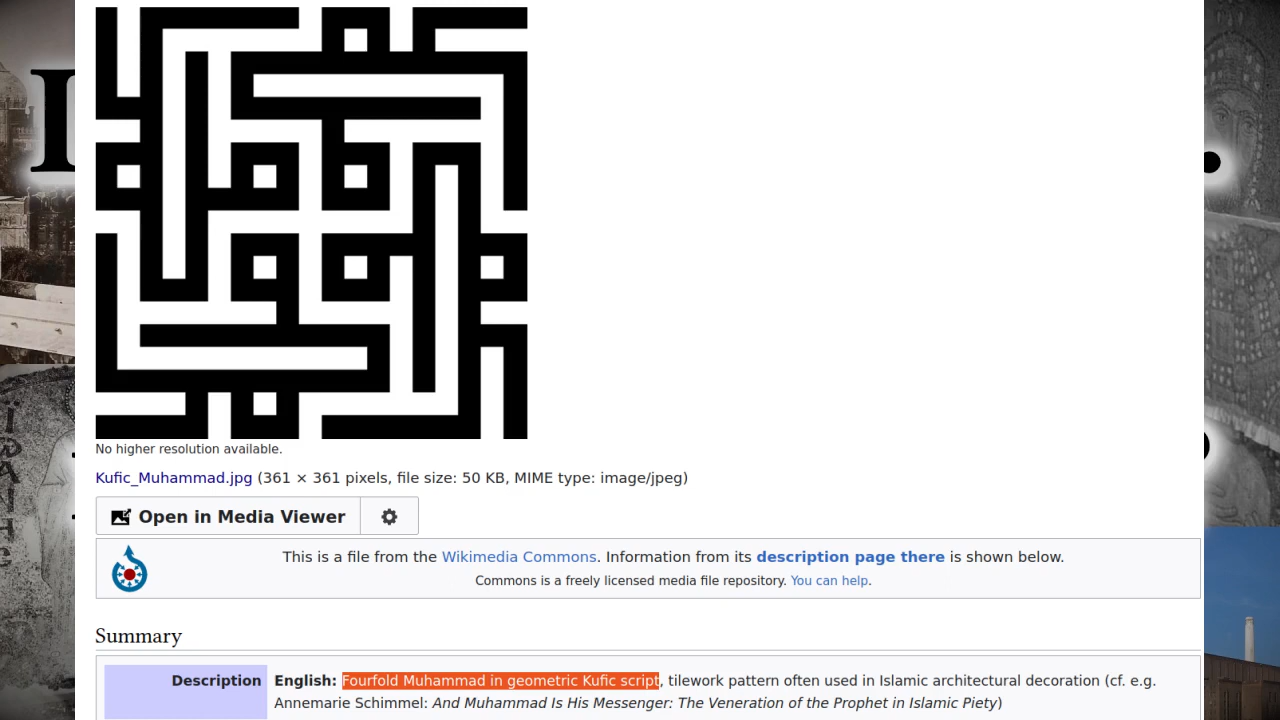 محمد
No higher resolution available.
Kufic_Muhammad.jpg (361 × 361 pixels, file size: 50 KB, MIME type: image/jpeg)
Open in Media Viewer
This is a file from the Wikimedia Commons. Information from its description page there is shown below.
Commons is a freely licensed media file repository. You can help.
Summary
Description English: Fourfold Muhammad in geometric Kufic script, tilework pattern often used in Islamic architectural decoration (cf. e.g.
Annemarie Schimmel: And Muhammad Is His Messenger: The Veneration of the Prophet in Islamic Piety)